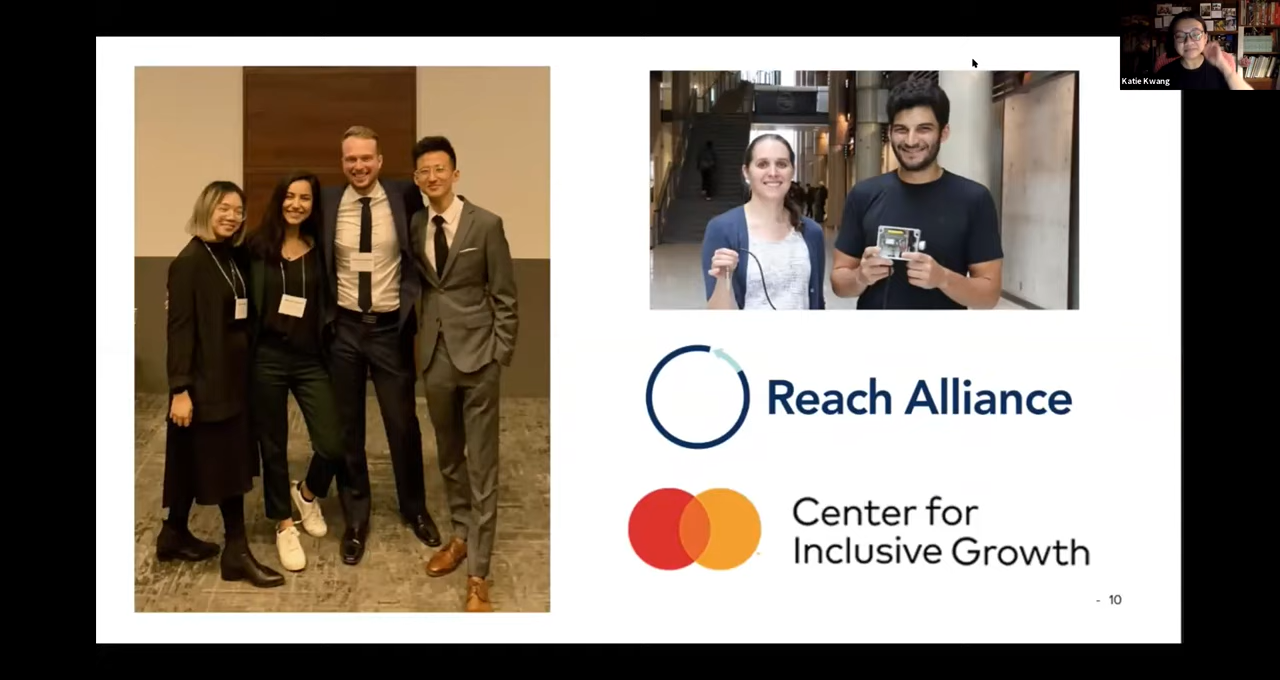 Katie Kwang
Reach Alliance
Center for
Inclusive Growth
- 10